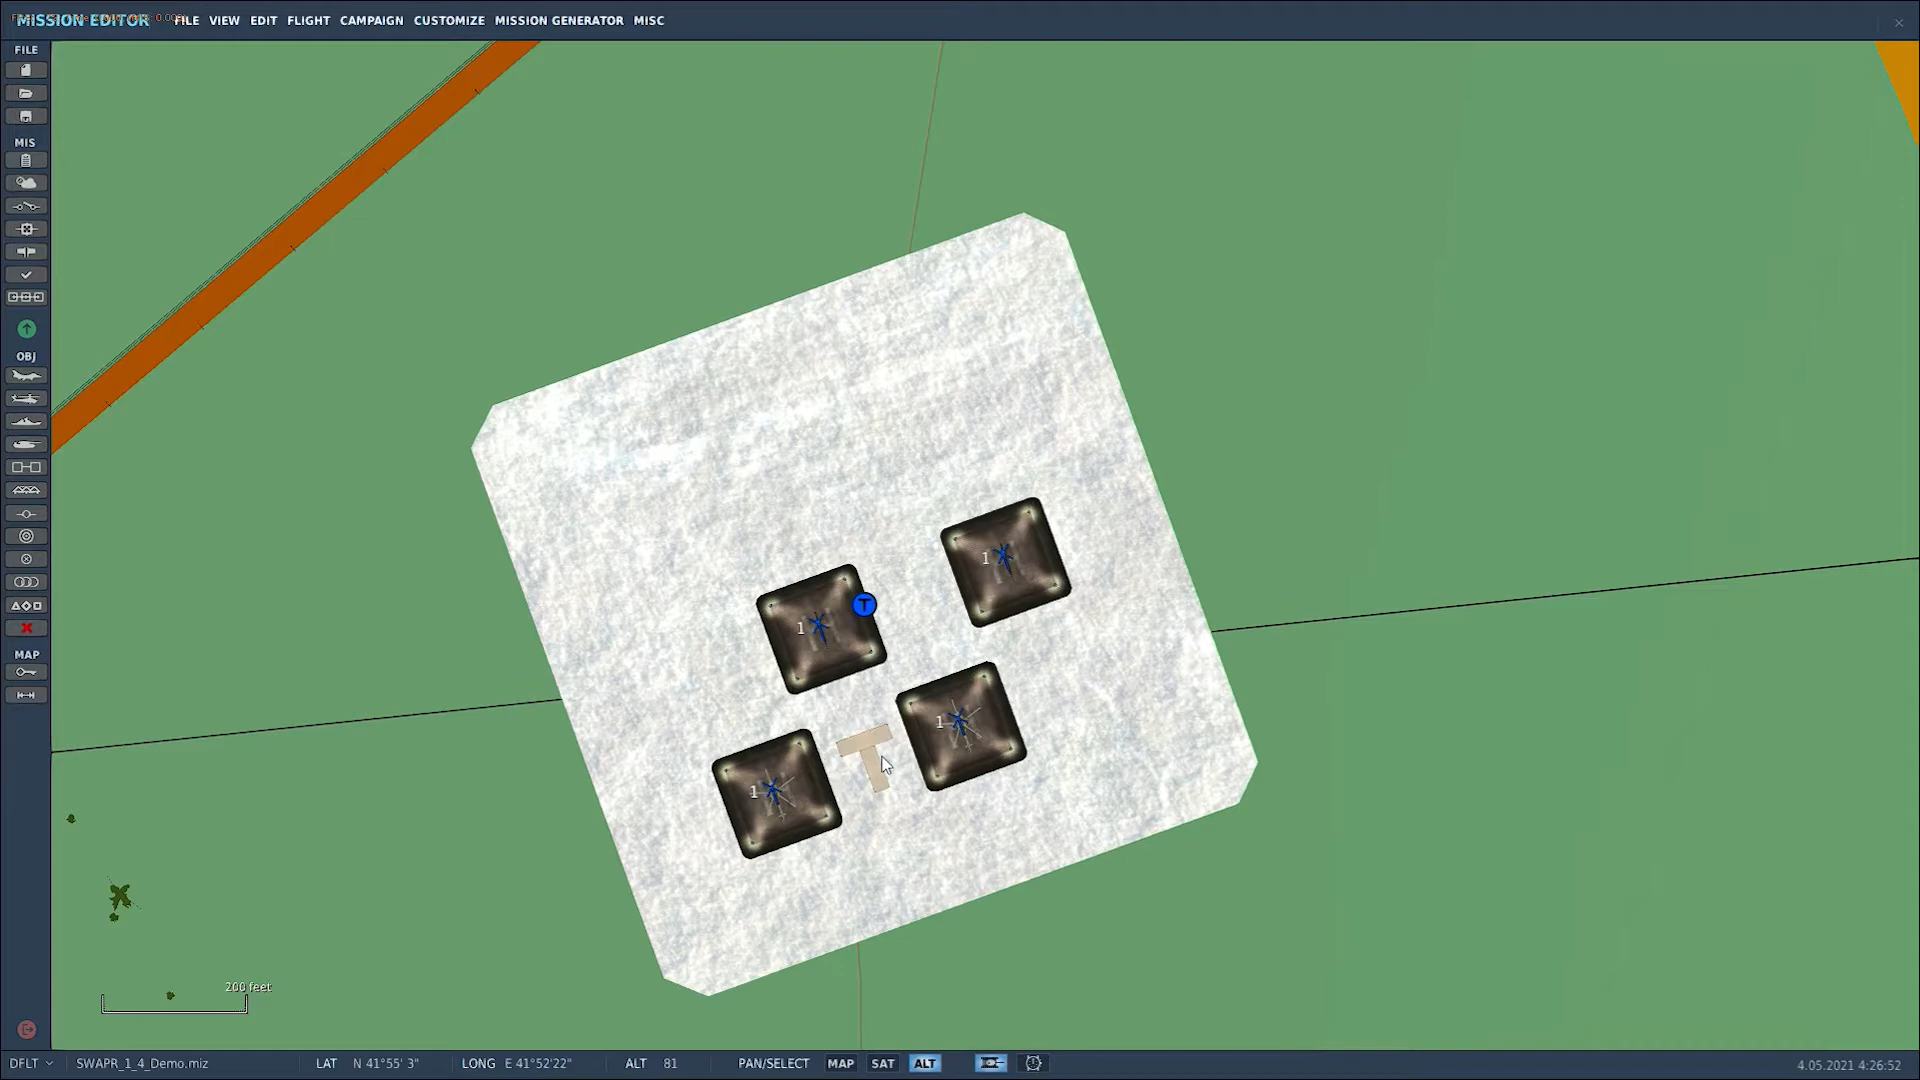 MISSION EDITOR FILE VIEW EDIT FLIGHT CAMPAIGN CUSTOMIZE MISSION GENERATOR MISC
FILE
MIS
OBJ
MAP
1
1
T
1
1
200 feet
DFLT SWAPR_1_4_Demo.miz LAT N 41°55' 3" LONG E 41°52'22" ALT 81 PAN/SELECT MAP SAT ALT 4.05.2021 4:26:52